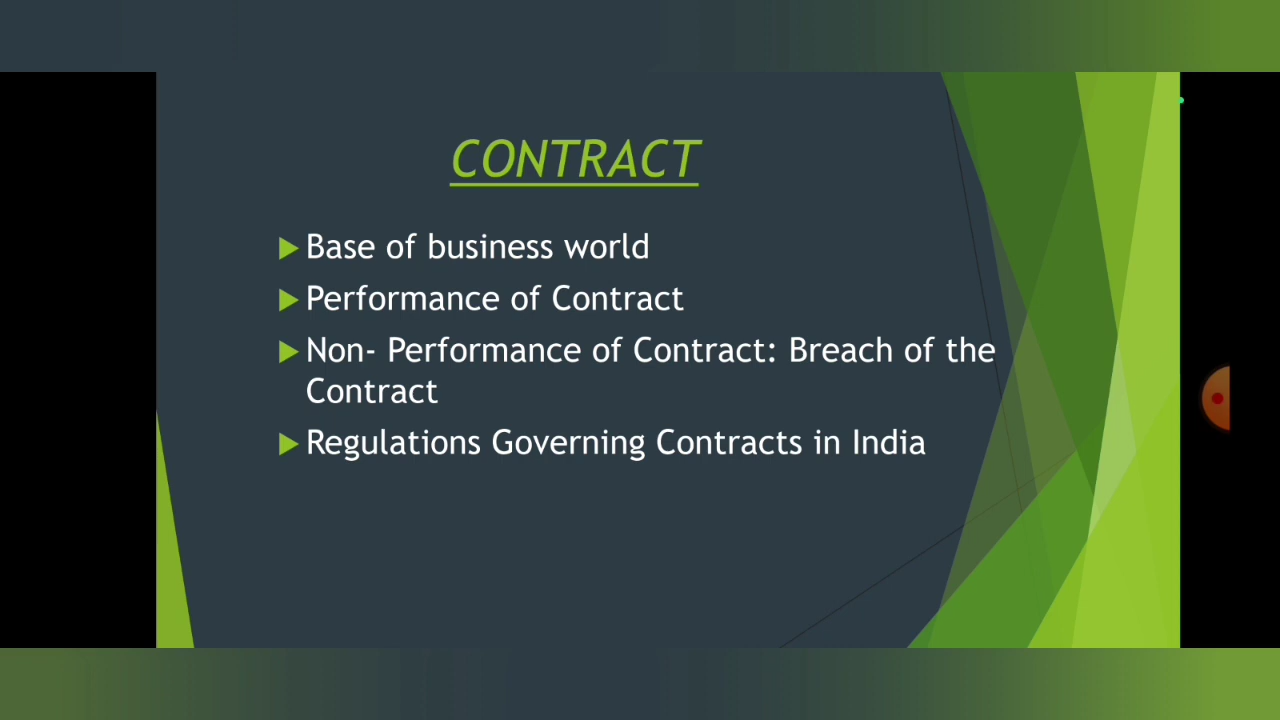 CONTRACT
Base of business world
Performance of Contract
Non- Performance of Contract: Breach of the
Contract
Regulations Governing Contracts in India